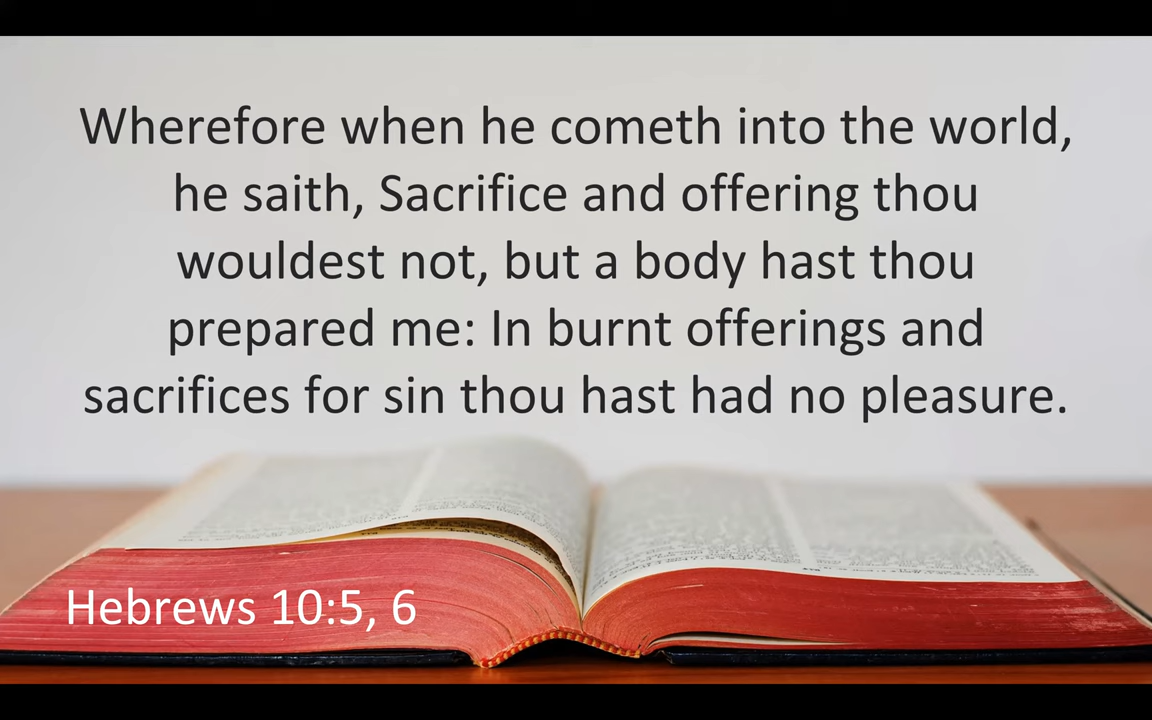 Wherefore when he cometh into the world,
he saith, Sacrifice and offering thou
wouldest not, but a body hast thou
prepared me: In burnt offerings and
sacrifices for sin thou hast had no pleasure.
Hebrews 10:5, 6